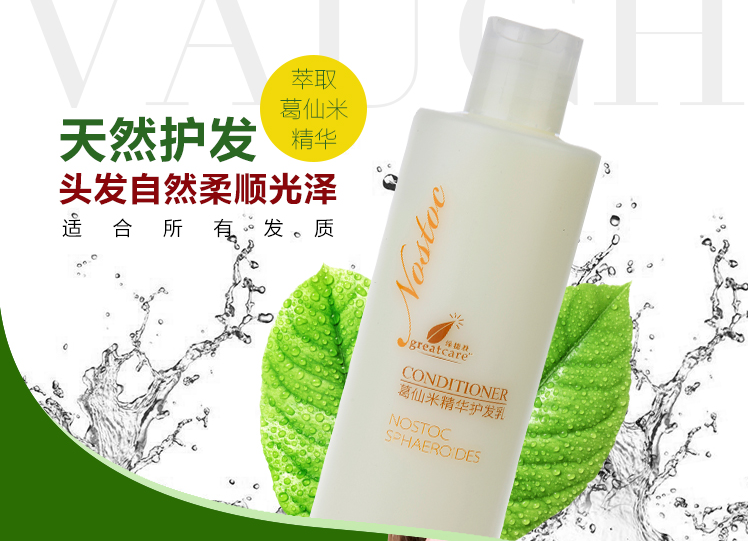 VAUGH
萃取
葛仙米
精华
天然护发
头发自然柔顺光泽
适合所有发质
Nostoc
greatcare
CONDITIONER
葛仙米精华护发乳
NOSTOC
SPHAEROIDES